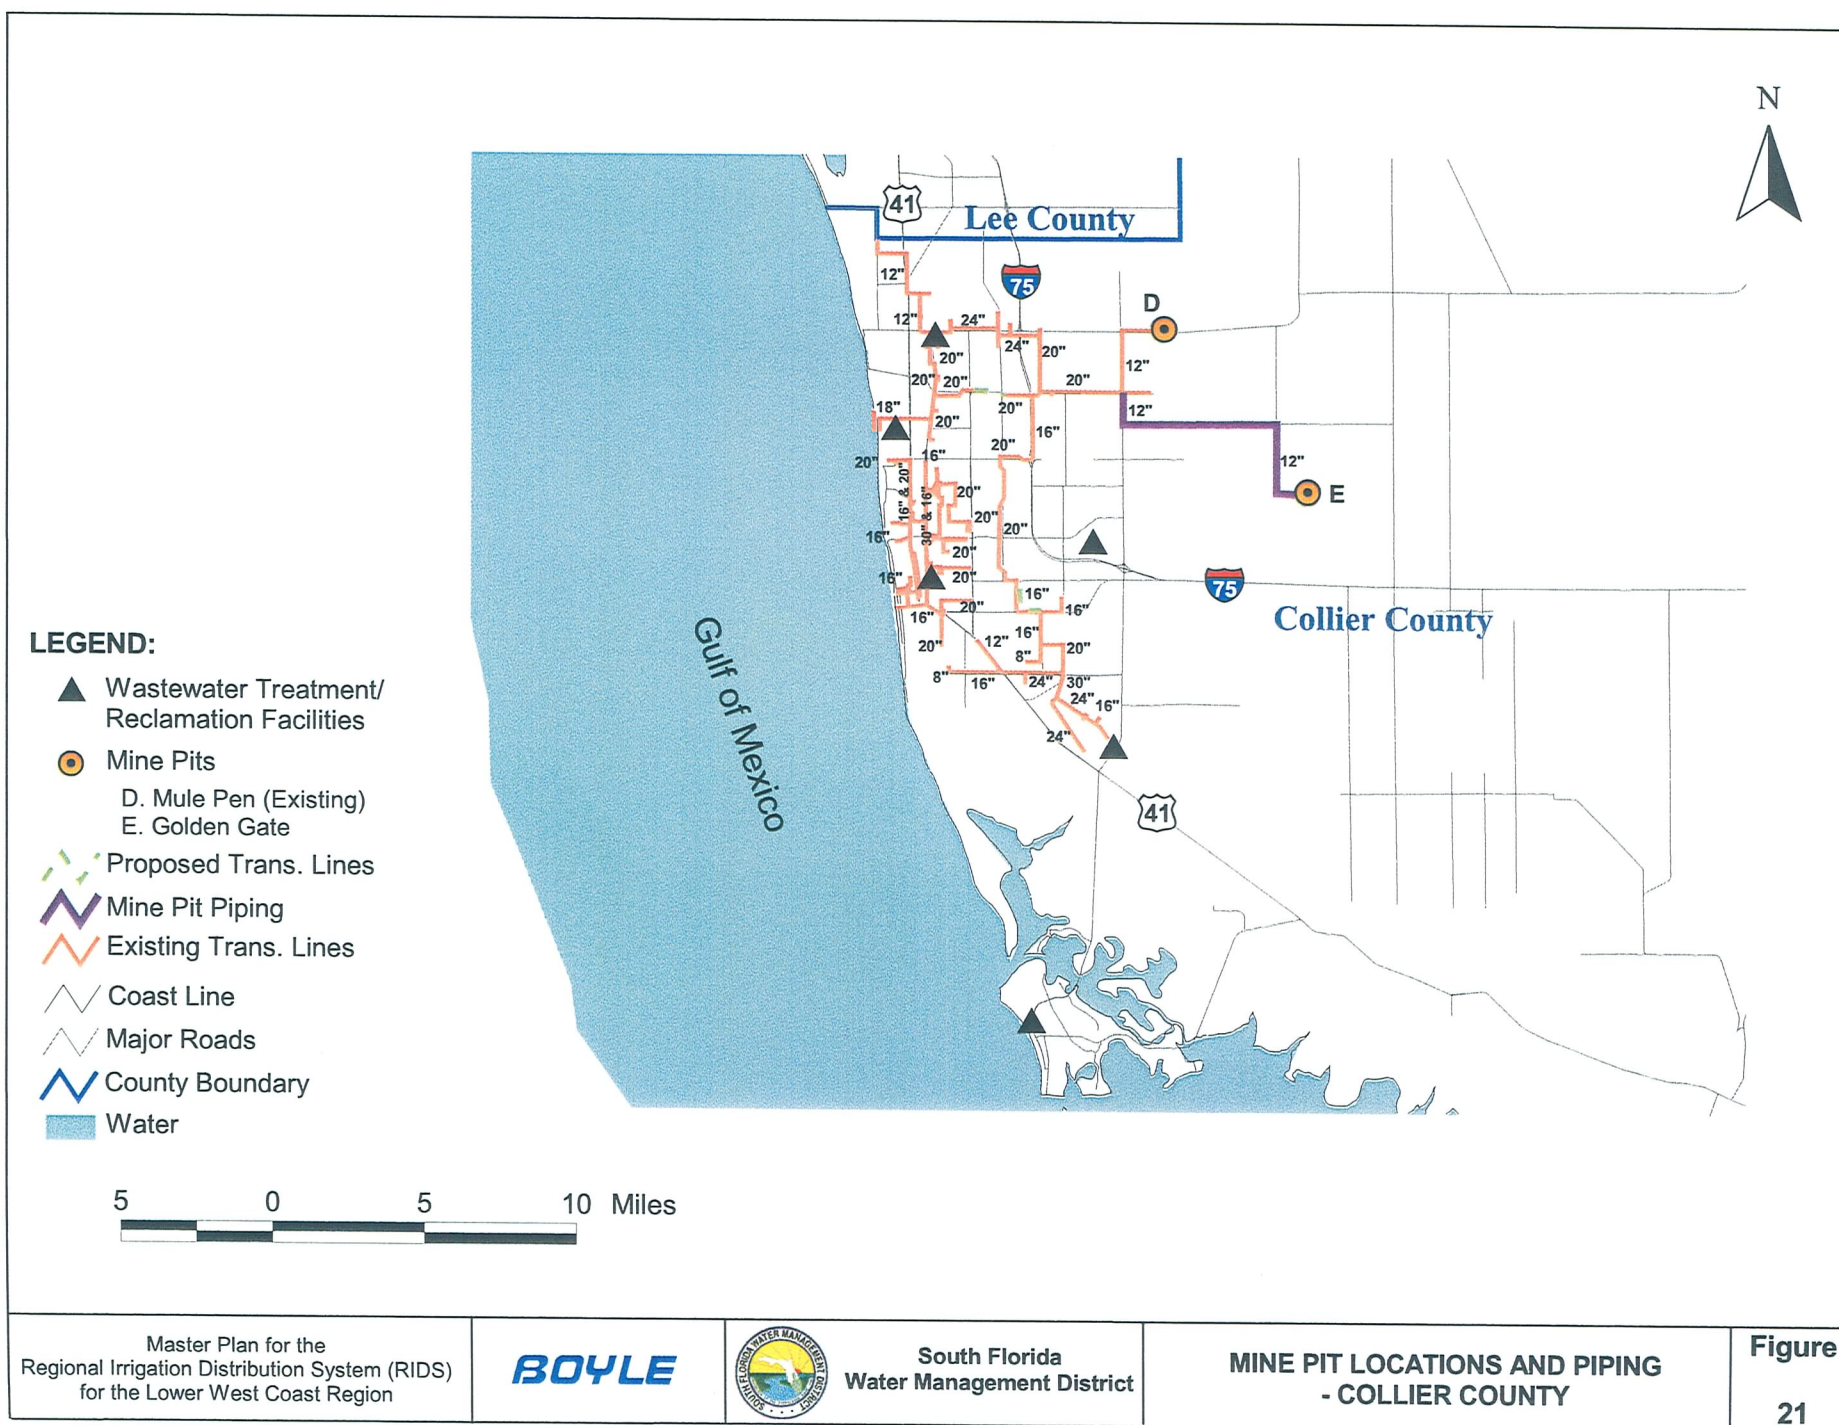 N
41
Lee County
75
D
12"
12"
24"
24"
20"
12"
20"
20"
20"
20"
12"
18"
20"
20"
16"
20"
16"
20"
12"
16" & 20"
30" & 16"
20"
E
20"
20"
16"
20"
16"
20"
75
16"
16"
20"
16"
Collier County
16"
12"
20"
20"
8"
8"
16"
24"
30"
24"
16"
24"
41
Gulf of Mexico
LEGEND:
Wastewater Treatment/
Reclamation Facilities
Mine Pits
D. Mule Pen (Existing)
E. Golden Gate
Proposed Trans. Lines
Mine Pit Piping
Existing Trans. Lines
Coast Line
Major Roads
County Boundary
Water
5 0 5 10 Miles
Master Plan for the
Regional Irrigation Distribution System (RIDS)
for the Lower West Coast Region
BOYLE
SOUTH FLORIDA WATER MANAGEMENT DISTRICT
South Florida
Water Management District
MINE PIT LOCATIONS AND PIPING
- COLLIER COUNTY
Figure
21